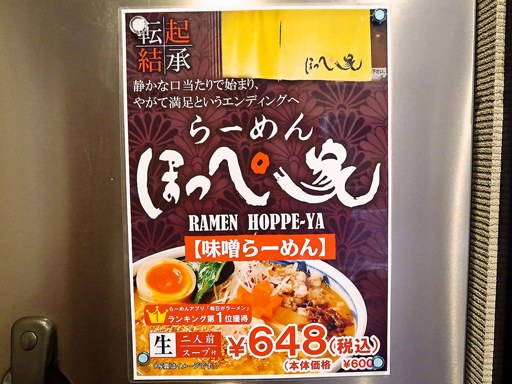 起承
転結
ほっぺ家
静かな口当たりで始まり、
やがて満足というエンディングへ
らーめん
ほっぺ家
RAMEN HOPPE-YA
【味噌らーめん】
らーめんアプリ「毎日がラーメン」
ランキング第1位獲得
生
二人前
スープ付
¥648(税込)
(本体価格 ¥600